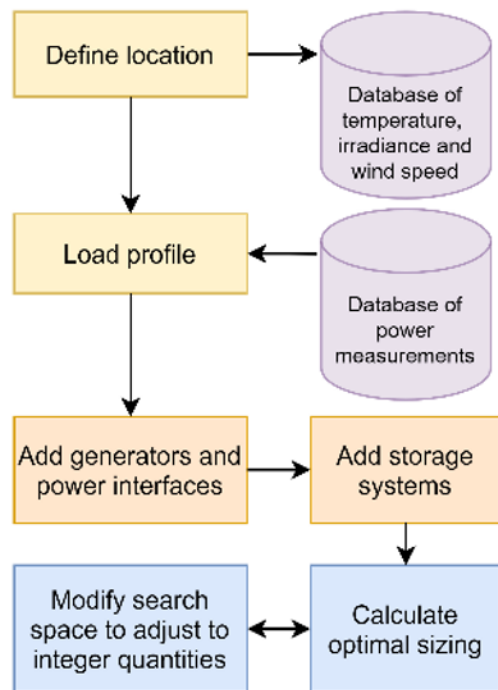 Define location
Database of
temperature,
irradiance and
wind speed
Load profile
Database of
power
measurements
Add generators and
power interfaces
Add storage
systems
Modify search
space to adjust to
integer quantities
Calculate
optimal sizing